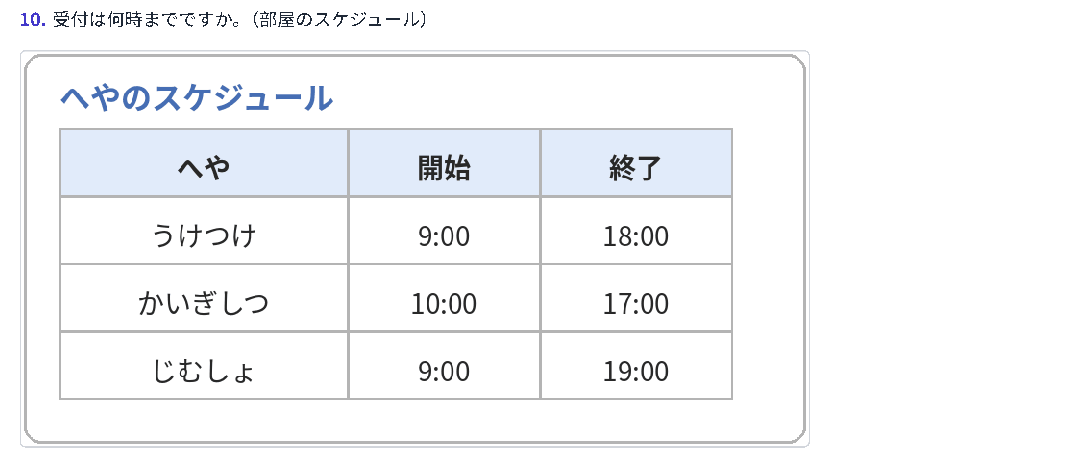 10. 受付は何時までですか。（部屋のスケジュール）
へやのスケジュール
へや 開始 終了
うけつけ 9:00 18:00
かいぎしつ 10:00 17:00
じむしょ 9:00 19:00